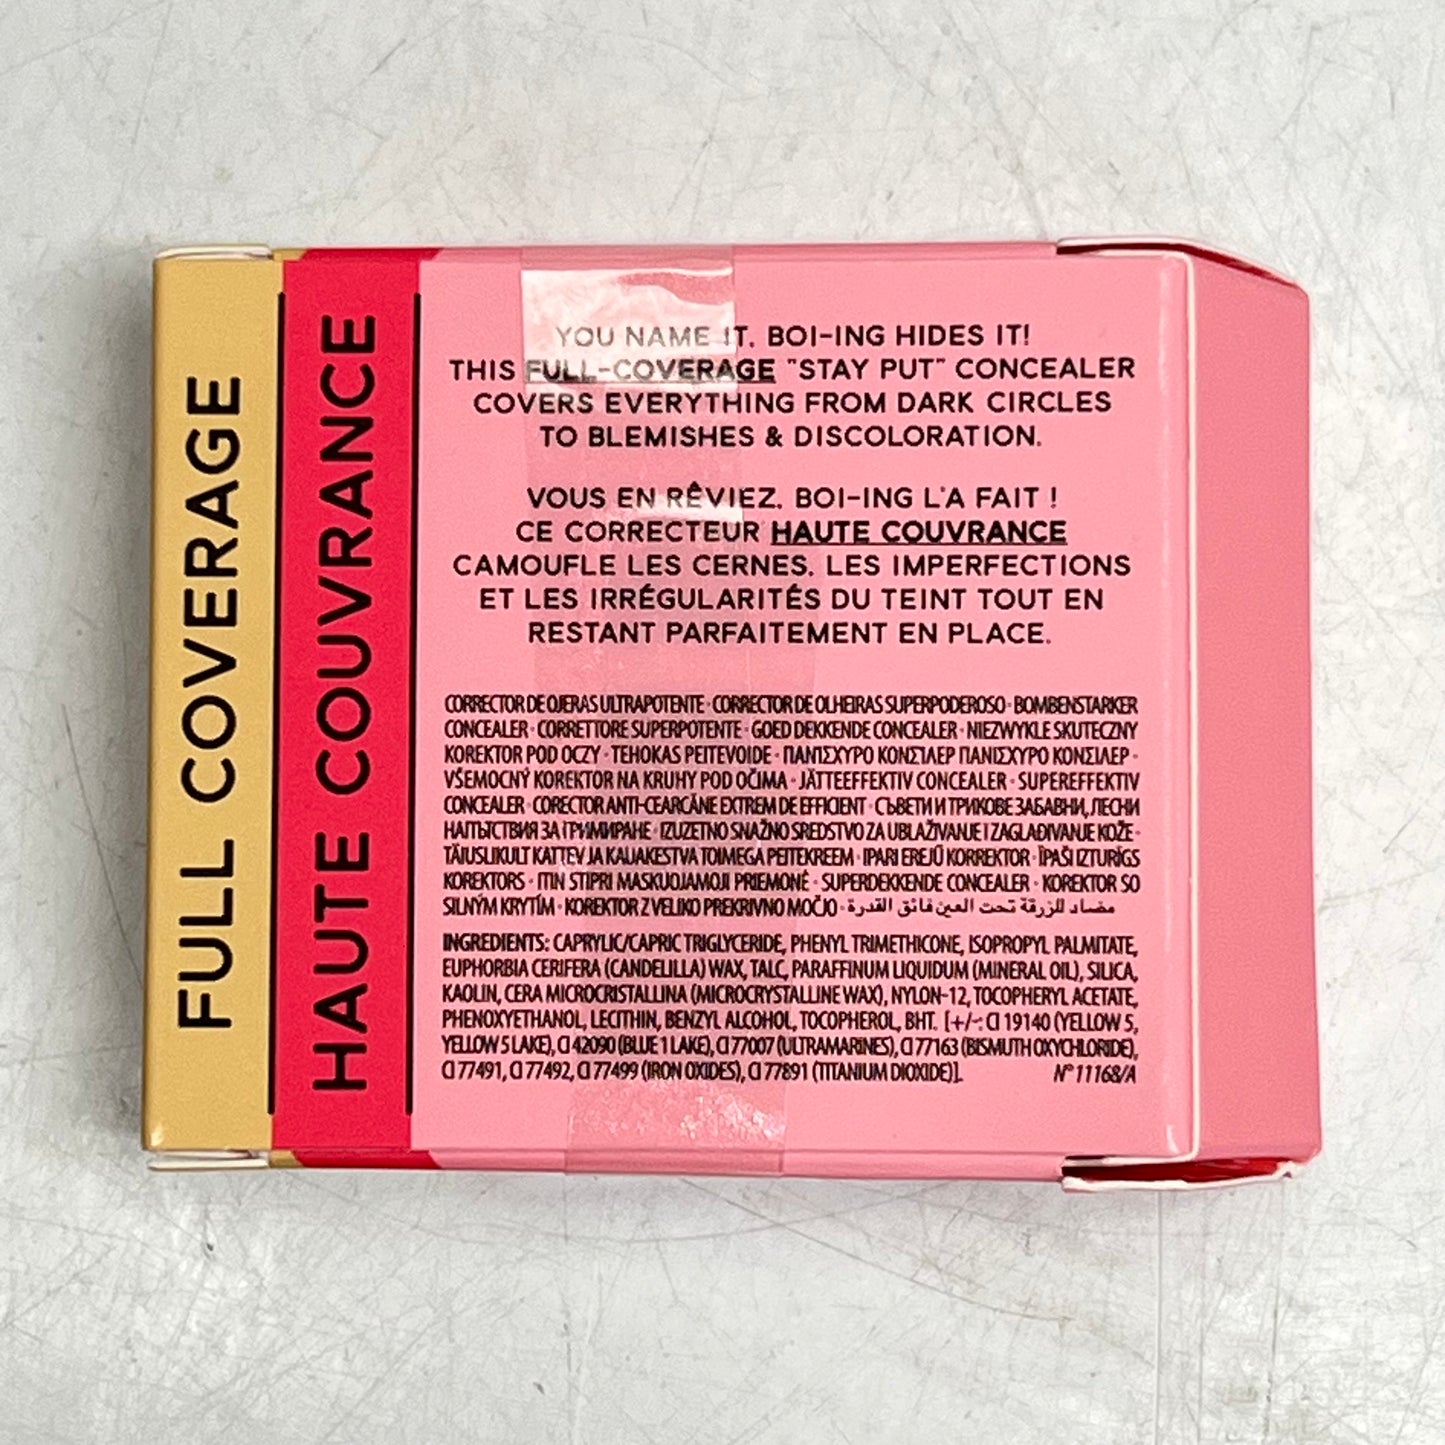 FULL COVERAGE
HAUTE COUVRANCE
YOU NAME IT, BOI-ING HIDES IT!
THIS FULL-COVERAGE "STAY PUT" CONCEALER
COVERS EVERYTHING FROM DARK CIRCLES
TO BLEMISHES & DISCOLORATION.
VOUS EN RÊVIEZ, BOI-ING L'A FAIT !
CE CORRECTEUR HAUTE COUVRANCE
CAMOUFLE LES CERNES, LES IMPERFECTIONS
ET LES IRRÉGULARITÉS DU TEINT TOUT EN
RESTANT PARFAITEMENT EN PLACE.
CORRECTOR DE OJERAS ULTRAPOTENTE • CORRECTOR DE OLHEIRAS SUPERPODEROSO • BOMBENSTARKER
CONCEALER • CORRETTORE SUPERPOTENTE • GOED DEKKENDE CONCEALER • NIEZWYKLE SKUTECZNY
KOREKTOR POD OCZY • TEHOKAS PEITEVOIDE • ΠΑΝΙΣΧΥΡΟ ΚΟΝΣΙΛΕΡ ΠΑΝΙΣΧΥΡΟ ΚΟΝΣΙΛΕΡ •
VŠEMOCNÝ KOREKTOR NA KRUHY POD OČIMA • JÄTTEEFFEKTIV CONCEALER • SUPEREFFEKTIV
CONCEALER • CORECTOR ANTI-CEARCĂNE EXTREM DE EFFICIENT • СЪВЕТИ И ТРИКОВЕ ЗА БАВНИ, ЛЕСНИ
ЗА ГРИМИРАНЕ • IZUZETNO SNAŽNO SREDSTVO ZA UBLAŽIVANJE I ZAGLAĐIVANJE KOŽE •
TÄIUSLIKULT KATTEV JA KAUAKESTVA TOIMEGA PEITEKREEM • IPARI EREJŰ KORREKTOR • ĪPAŠI IZTURĪGS
KOREKTORS • ITIN STIPRI MASKUOJAMOJI PRIEMONĖ • SUPERDEKKENDE CONCEALER • KOREKTOR SO
SILNÝM KRYTÍM • KOREKTOR Z VELIKO PREKRIVNO MOČJO • مضاد للزرقة تحت العين فائق القدرة •
INGREDIENTS: CAPRYLIC/CAPRIC TRIGLYCERIDE, PHENYL TRIMETHICONE, ISOPROPYL PALMITATE,
EUPHORBIA CERIFERA (CANDELILLA) WAX, TALC, PARAFFINUM LIQUIDUM (MINERAL OIL), SILICA,
KAOLIN, CERA MICROCRISTALLINA (MICROCRYSTALLINE WAX), NYLON-12, TOCOPHERYL ACETATE,
PHENOXYETHANOL, LECITHIN, BENZYL ALCOHOL, TOCOPHEROL, BHT. [+/-: CI 19140 (YELLOW 5,
YELLOW 5 LAKE), CI 42090 (BLUE 1 LAKE), CI 77007 (ULTRAMARINES), CI 77163 (BISMUTH OXYCHLORIDE),
CI 77491, CI 77492, CI 77499 (IRON OXIDES), CI 77891 (TITANIUM DIOXIDE)]. N° 11168/A